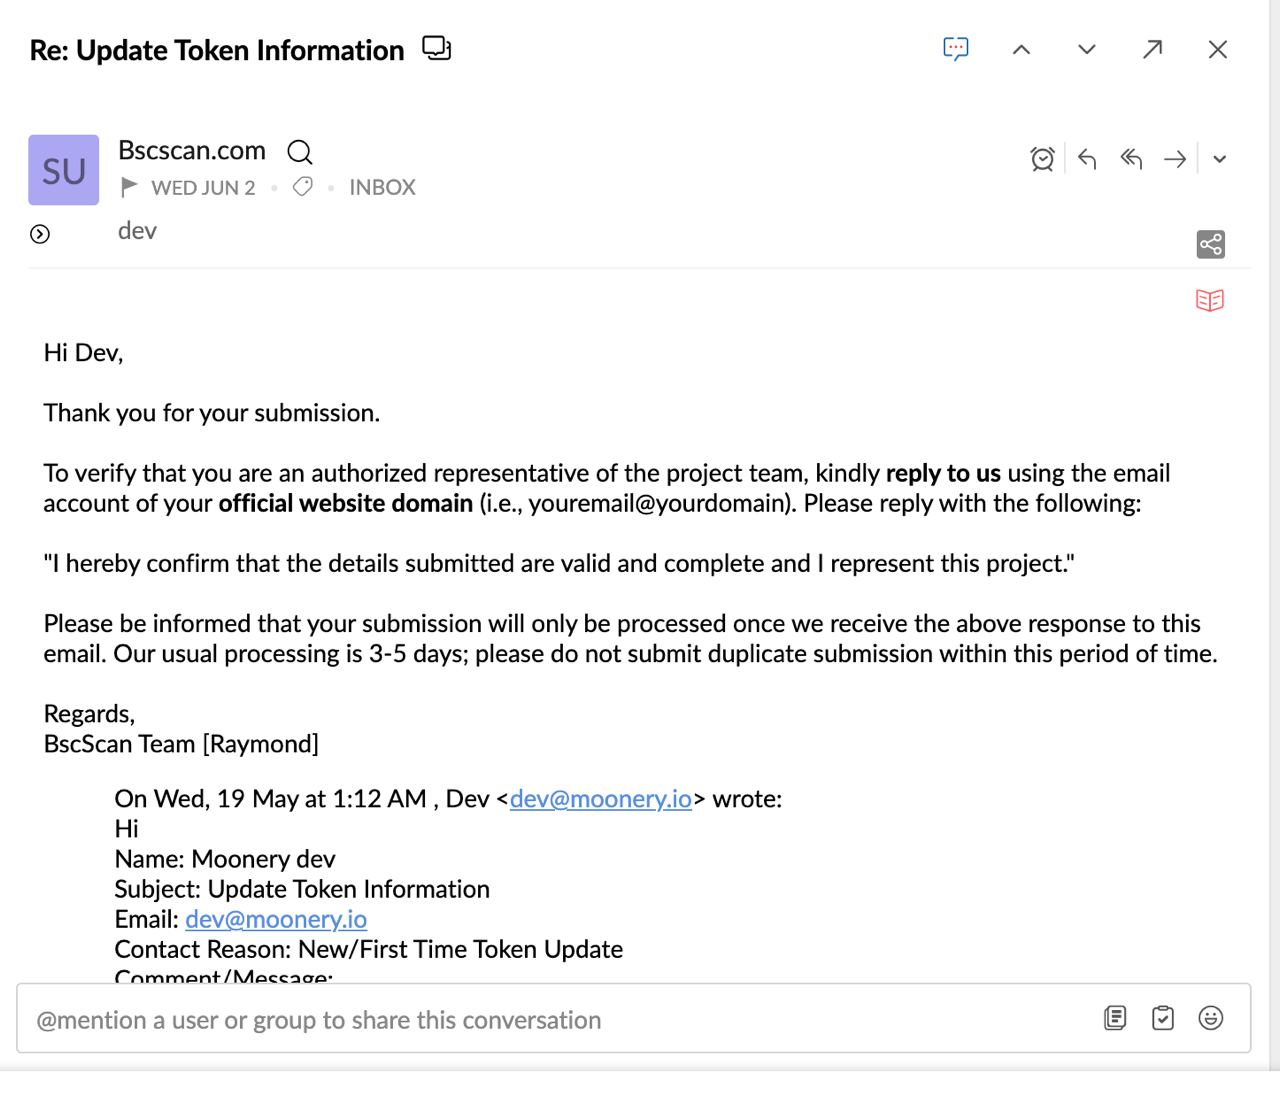 Re: Update Token Information
SU
Bscscan.com
WED JUN 2 • INBOX
dev
Hi Dev,
Thank you for your submission.
To verify that you are an authorized representative of the project team, kindly reply to us using the email
account of your official website domain (i.e., youremail@yourdomain). Please reply with the following:
"I hereby confirm that the details submitted are valid and complete and I represent this project."
Please be informed that your submission will only be processed once we receive the above response to this
email. Our usual processing is 3-5 days; please do not submit duplicate submission within this period of time.
Regards,
BscScan Team [Raymond]
On Wed, 19 May at 1:12 AM , Dev <dev@moonery.io> wrote:
Hi
Name: Moonery dev
Subject: Update Token Information
Email: dev@moonery.io
Contact Reason: New/First Time Token Update
Comment/Message:
@mention a user or group to share this conversation